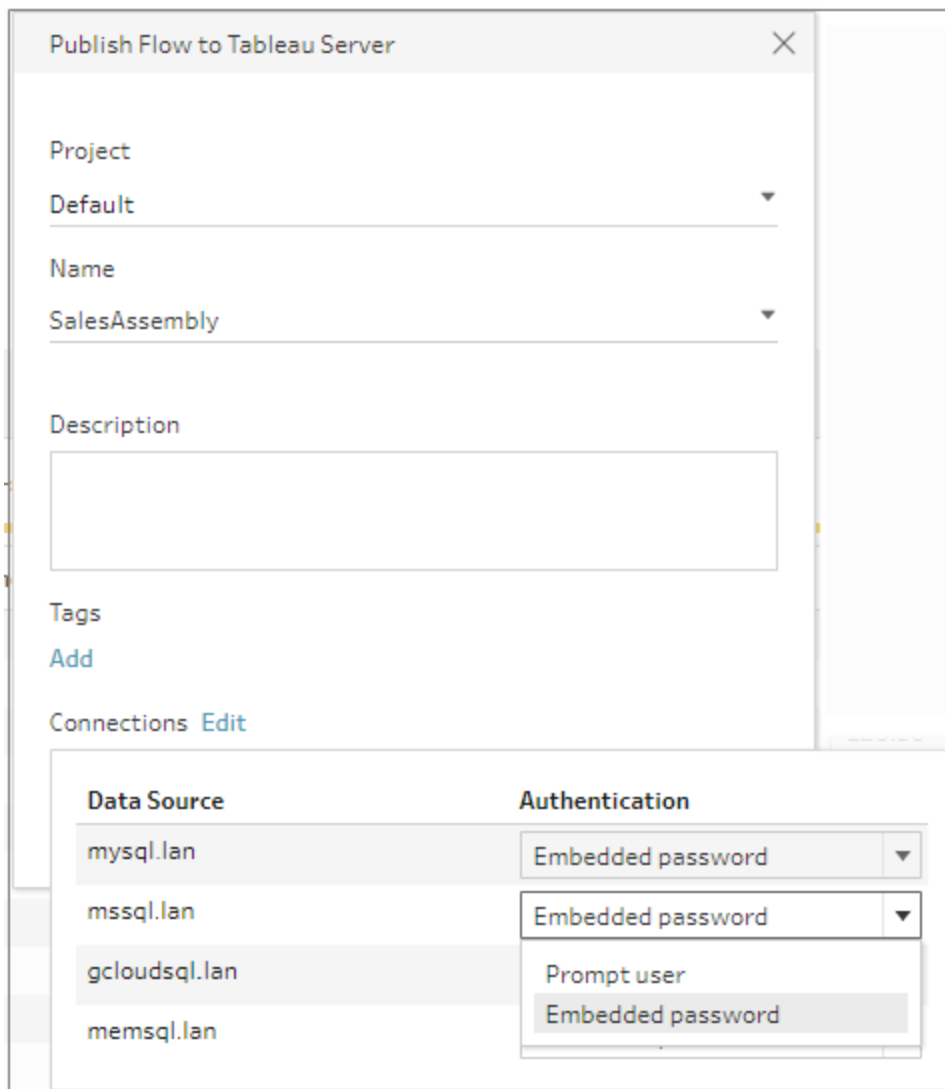 Publish Flow to Tableau Server
Project
Default
Name
SalesAssembly
Description
Tags
Add
Connections Edit
Data Source Authentication
mysql.lan Embedded password
mssql.lan Embedded password
gcloudsql.lan Prompt user
Embedded password
memsql.lan